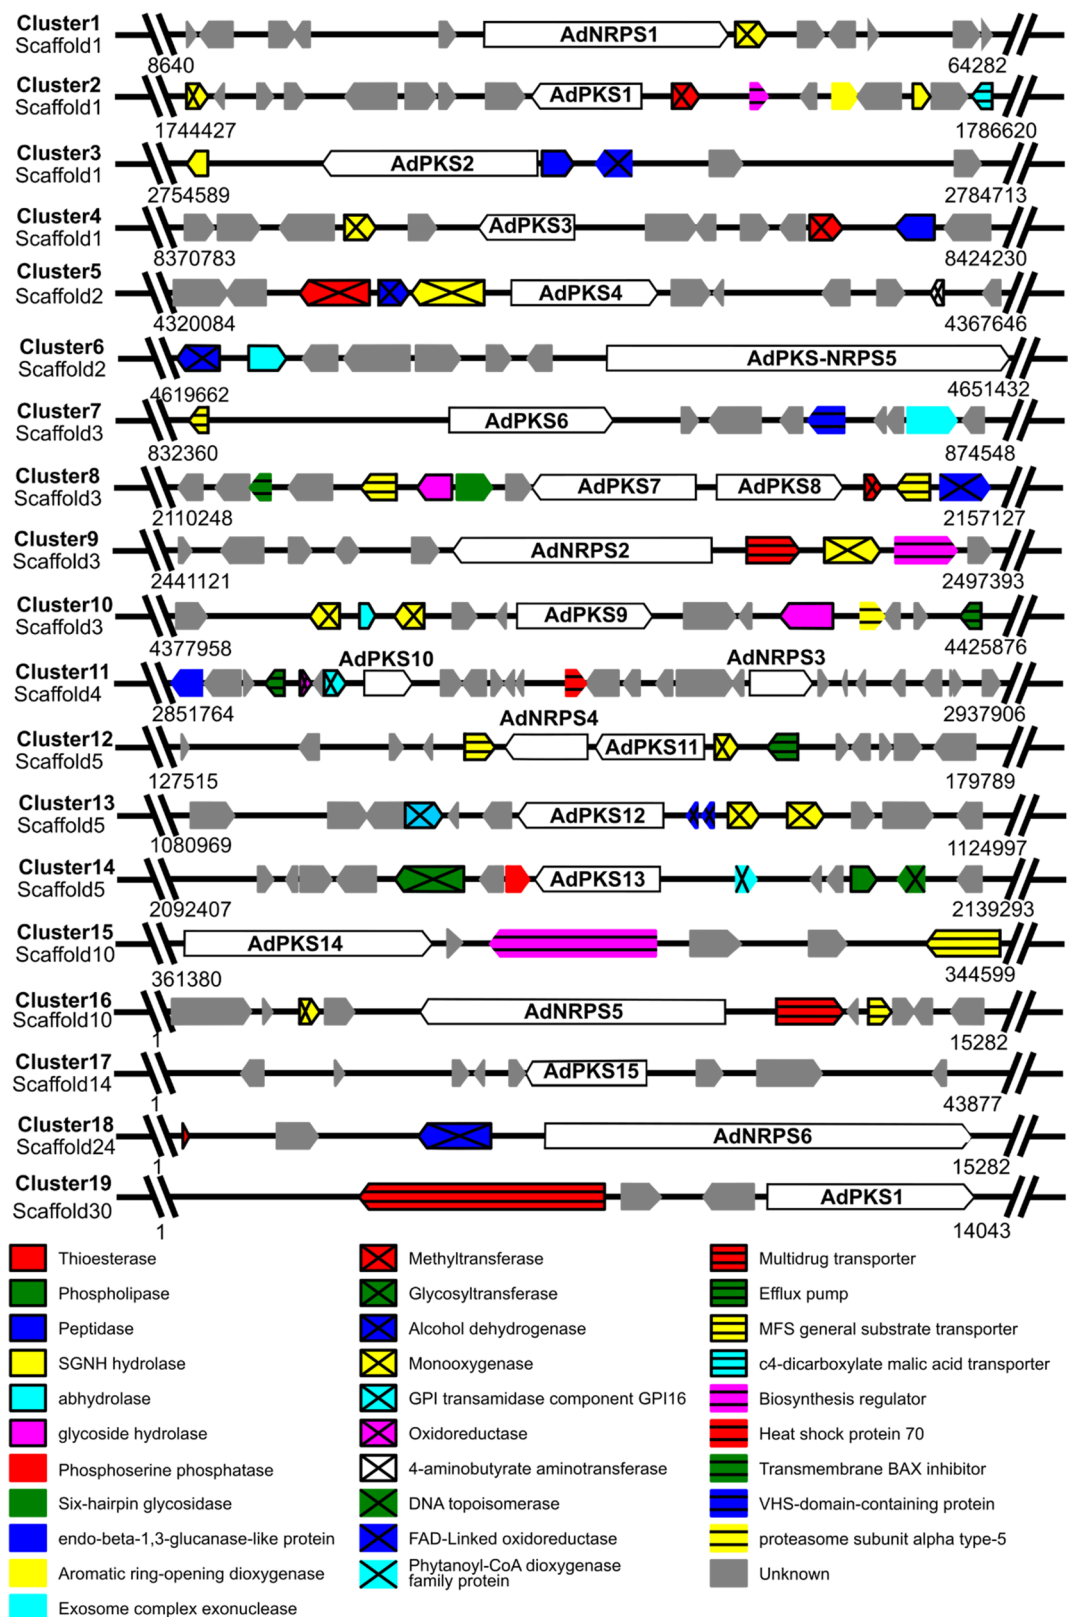 Cluster1
Scaffold1
AdNRPS1
8640
64282
Cluster2
Scaffold1
AdPKS1
1744427
1786620
Cluster3
Scaffold1
AdPKS2
2754589
2784713
Cluster4
Scaffold1
AdPKS3
8370783
8424230
Cluster5
Scaffold2
AdPKS4
4320084
4367646
Cluster6
Scaffold2
AdPKS-NRPS5
4619662
4651432
Cluster7
Scaffold3
AdPKS6
832360
874548
Cluster8
Scaffold3
AdPKS7
AdPKS8
2110248
2157127
Cluster9
Scaffold3
AdNRPS2
2441121
2497393
Cluster10
Scaffold3
AdPKS9
4377958
4425876
Cluster11
Scaffold4
AdPKS10
AdNRPS3
2851764
2937906
Cluster12
Scaffold5
AdNRPS4
AdPKS11
127515
179789
Cluster13
Scaffold5
AdPKS12
1080969
1124997
Cluster14
Scaffold5
AdPKS13
2092407
2139293
Cluster15
Scaffold10
AdPKS14
361380
344599
Cluster16
Scaffold10
AdNRPS5
1
15282
Cluster17
Scaffold14
AdPKS15
1
43877
Cluster18
Scaffold24
AdNRPS6
1
15282
Cluster19
Scaffold30
AdPKS1
1
14043
Thioesterase
Phospholipase
Peptidase
SGNH hydrolase
abhydrolase
glycoside hydrolase
Phosphoserine phosphatase
Six-hairpin glycosidase
endo-beta-1,3-glucanase-like protein
Aromatic ring-opening dioxygenase
Exosome complex exonuclease
Methyltransferase
Glycosyltransferase
Alcohol dehydrogenase
Monooxygenase
GPI transamidase component GPI16
Oxidoreductase
4-aminobutyrate aminotransferase
DNA topoisomerase
FAD-Linked oxidoreductase
Phytanoyl-CoA dioxygenase
family protein
Multidrug transporter
Efflux pump
MFS general substrate transporter
c4-dicarboxylate malic acid transporter
Biosynthesis regulator
Heat shock protein 70
Transmembrane BAX inhibitor
VHS-domain-containing protein
proteasome subunit alpha type-5
Unknown